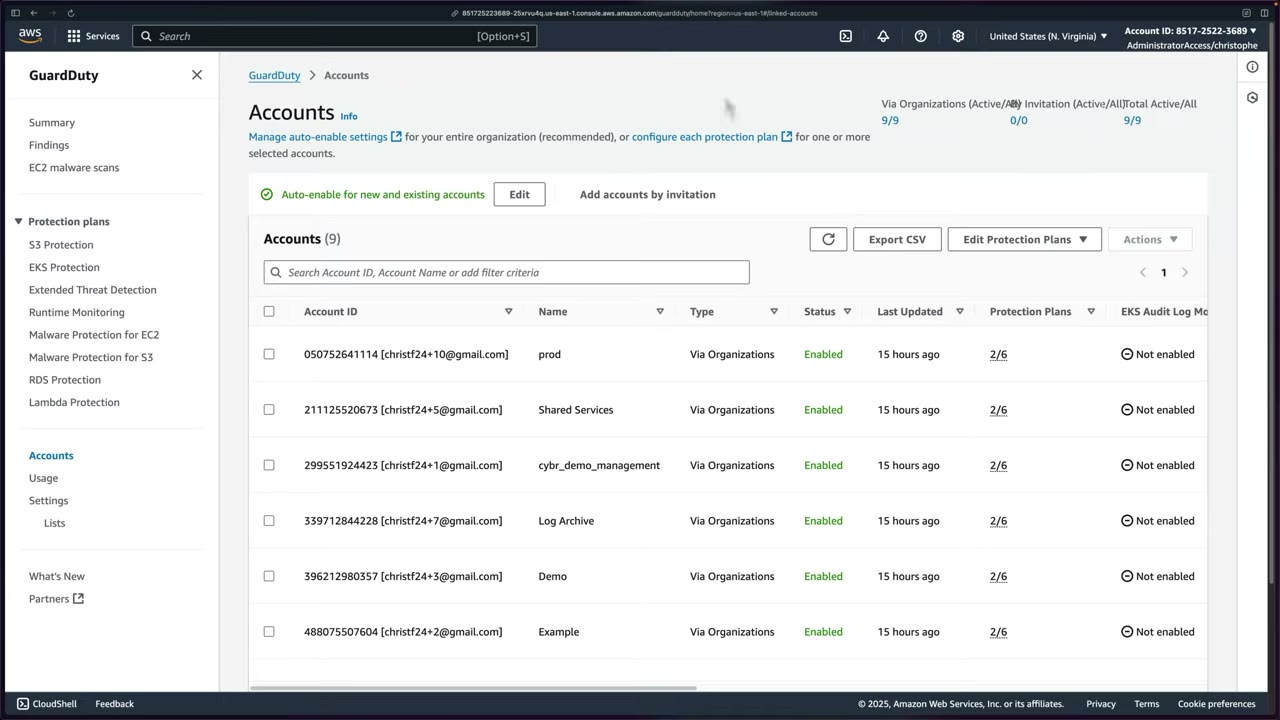 851725223689-25xrvu4q.us-east-1.console.aws.amazon.com/guardduty/home?region=us-east-1#/linked-accounts
aws
Services
Search
[Option+S]
United States (N. Virginia)
Account ID: 8517-2522-3689
AdministratorAccess/christophe
GuardDuty
Summary
Findings
EC2 malware scans
Protection plans
S3 Protection
EKS Protection
Extended Threat Detection
Runtime Monitoring
Malware Protection for EC2
Malware Protection for S3
RDS Protection
Lambda Protection
Accounts
Usage
Settings
Lists
What's New
Partners
GuardDuty > Accounts
Accounts Info
Manage auto-enable settings for your entire organization (recommended), or configure each protection plan for one or more
selected accounts.
Via Organizations (Active/All)
9/9
By Invitation (Active/All)
0/0
Total Active/All
9/9
Auto-enable for new and existing accounts
Edit
Add accounts by invitation
Accounts (9)
Export CSV
Edit Protection Plans
Actions
Search Account ID, Account Name or add filter criteria
1
Account ID Name Type Status Last Updated Protection Plans EKS Audit Log Mo
050752641114 [christf24+10@gmail.com] prod Via Organizations Enabled 15 hours ago 2/6 Not enabled
211125520673 [christf24+5@gmail.com] Shared Services Via Organizations Enabled 15 hours ago 2/6 Not enabled
299551924423 [christf24+1@gmail.com] cybr_demo_management Via Organizations Enabled 15 hours ago 2/6 Not enabled
339712844228 [christf24+7@gmail.com] Log Archive Via Organizations Enabled 15 hours ago 2/6 Not enabled
396212980357 [christf24+3@gmail.com] Demo Via Organizations Enabled 15 hours ago 2/6 Not enabled
488075507604 [christf24+2@gmail.com] Example Via Organizations Enabled 15 hours ago 2/6 Not enabled
CloudShell
Feedback
© 2025, Amazon Web Services, Inc. or its affiliates.
Privacy
Terms
Cookie preferences